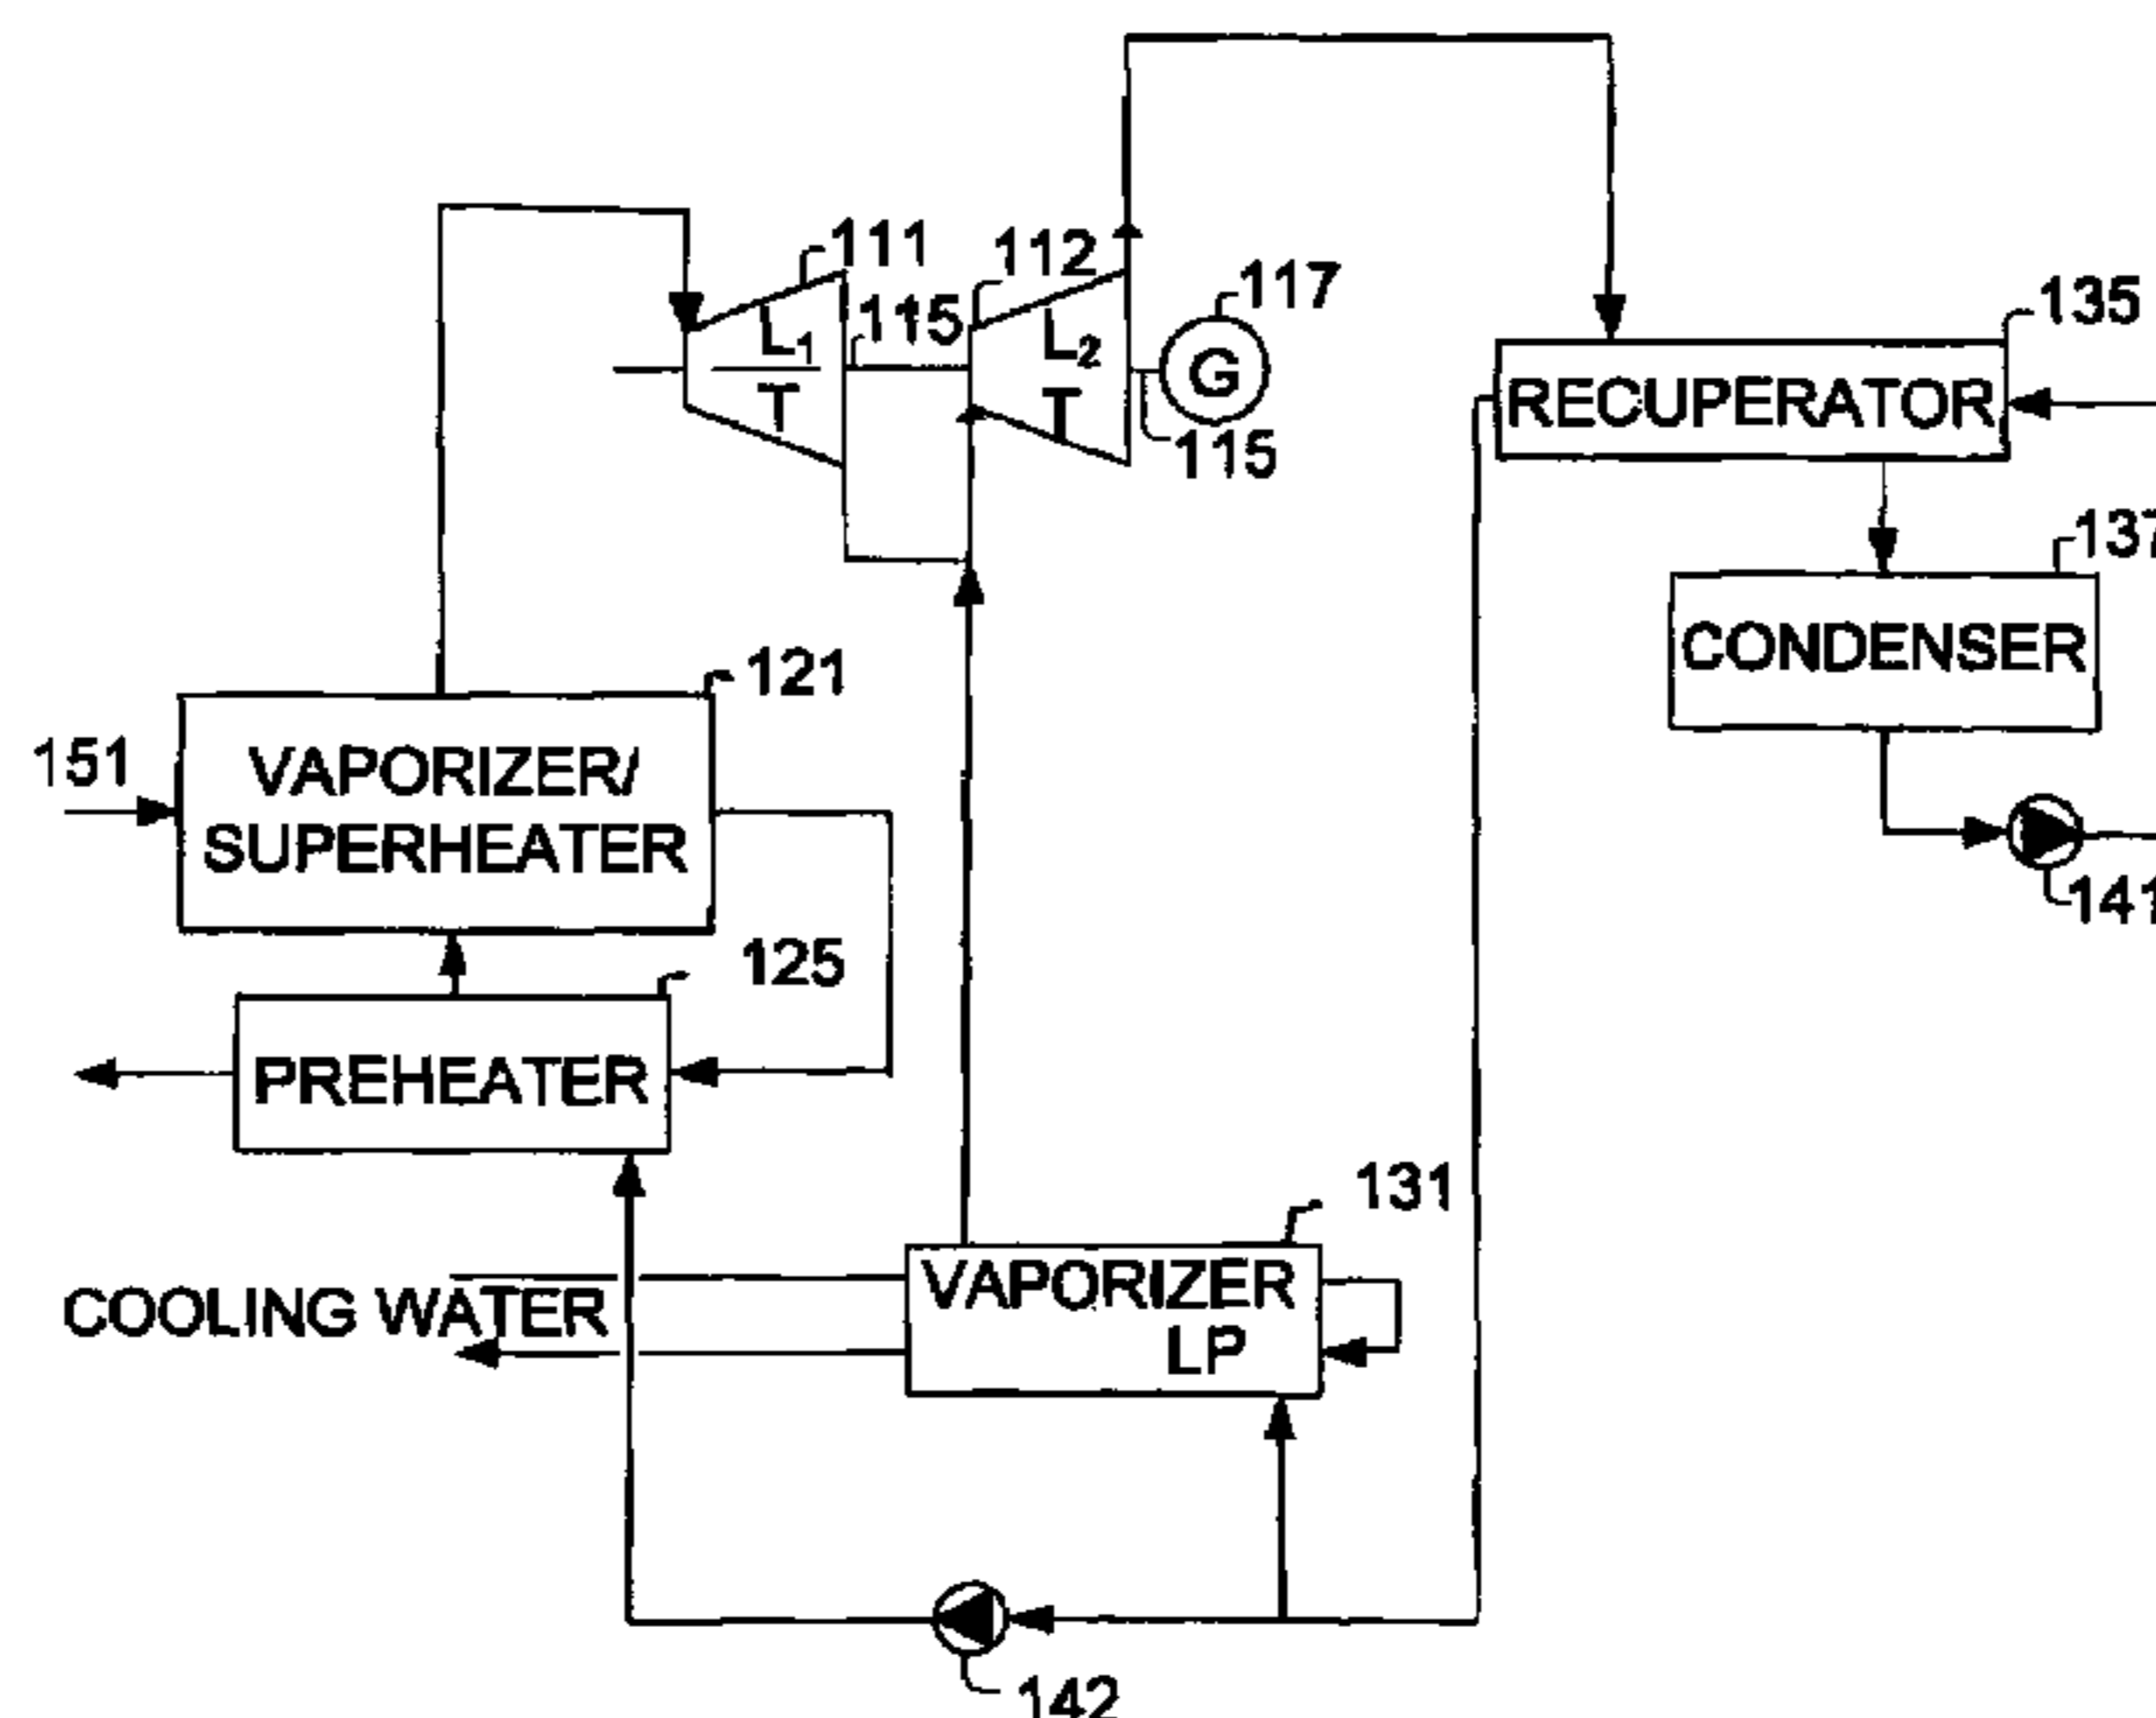 111
112
115
117
L1
T
L2
T
G
115
135
RECUPERATOR
137
CONDENSER
121
151
VAPORIZER/
SUPERHEATER
141
125
PREHEATER
131
VAPORIZER
LP
COOLING WATER
142